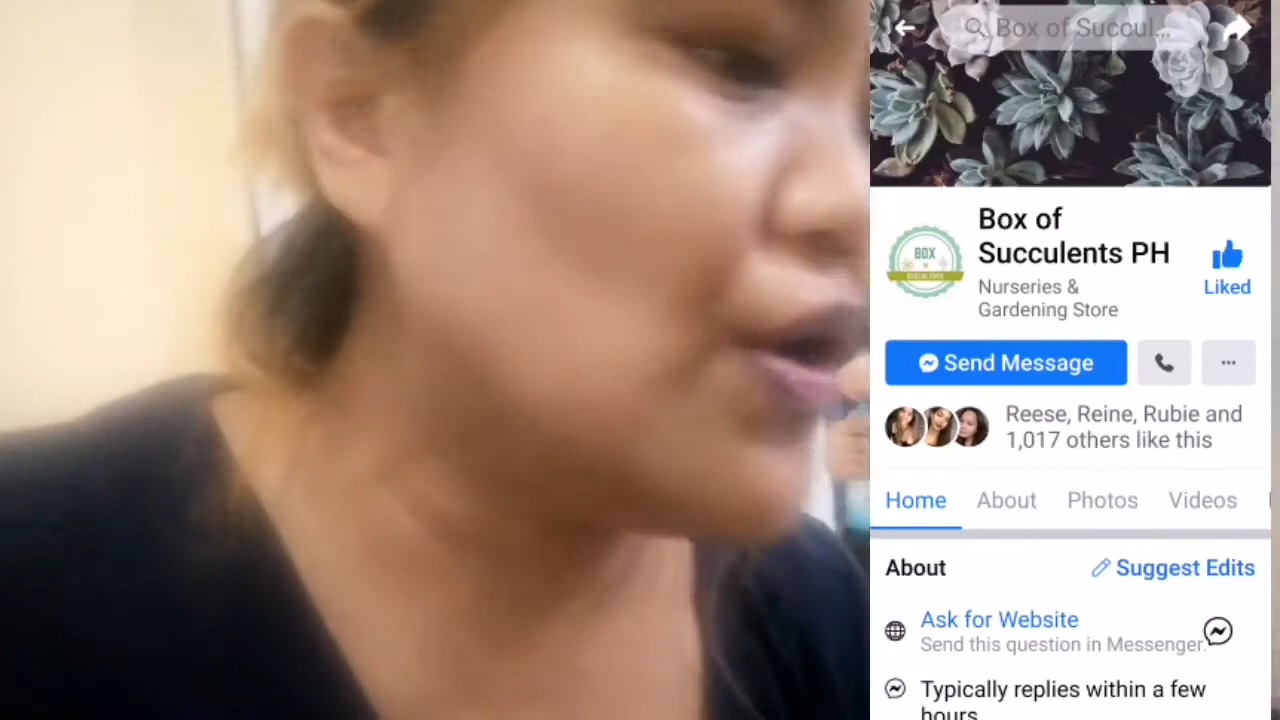 Box of Succul...
Box of
Succulents PH
Nurseries &
Gardening Store
Liked
BOX
Send Message
...
Reese, Reine, Rubie and
1,017 others like this
Home
About
Photos
Videos
About
Suggest Edits
Ask for Website
Send this question in Messenger.
Typically replies within a few
hours